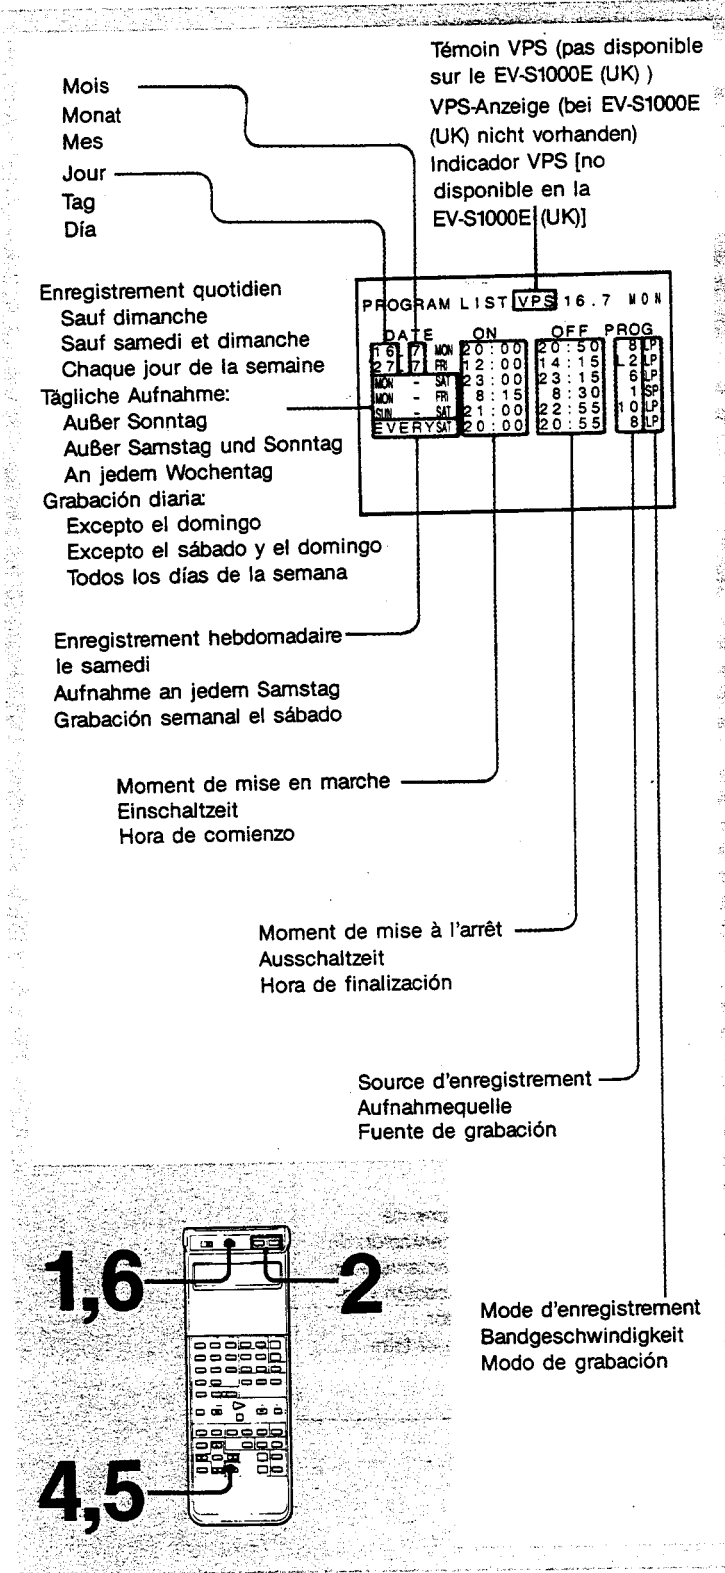 Témoin VPS (pas disponible
sur le EV-S1000E (UK) )
VPS-Anzeige (bei EV-S1000E
(UK) nicht vorhanden)
Indicador VPS [no
disponible en la
EV-S1000E (UK)]
Mois
Monat
Mes
Jour
Tag
Día
Enregistrement quotidien
Sauf dimanche
Sauf samedi et dimanche
Chaque jour de la semaine
Tägliche Aufnahme:
Außer Sonntag
Außer Samstag und Sonntag
An jedem Wochentag
Grabación diaria:
Excepto el domingo
Excepto el sábado y el domingo
Todos los días de la semana
PROGRAM LIST VPS 16.7 MON
DATE ON OFF PROG
16.7 MON 20:00 20:50 8 LP
27.7 FRI 12:00 14:15 L2 LP
MON - SAT 23:00 23:15 6 LP
MON - FRI 8:15 8:30 1 SP
SUN - SAT 21:00 22:55 10 LP
EVERY SAT 20:00 20:55 8 LP
Enregistrement hebdomadaire
le samedi
Aufnahme an jedem Samstag
Grabación semanal el sábado
Moment de mise en marche
Einschaltzeit
Hora de comienzo
Moment de mise à l'arrêt
Ausschaltzeit
Hora de finalización
Source d'enregistrement
Aufnahmequelle
Fuente de grabación
Mode d'enregistrement
Bandgeschwindigkeit
Modo de grabación
1,6
2
4,5